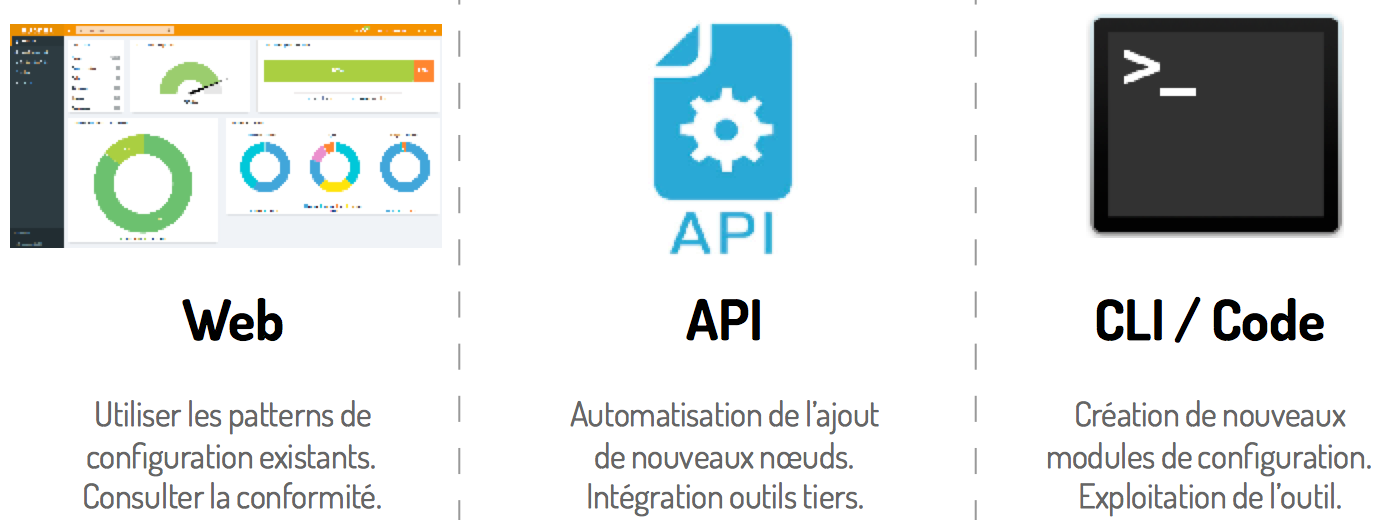 API
>_
Web
API
CLI / Code
Utiliser les patterns de
configuration existants.
Consulter la conformité.
Automatisation de l'ajout
de nouveaux nœuds.
Intégration outils tiers.
Création de nouveaux
modules de configuration.
Exploitation de l'outil.